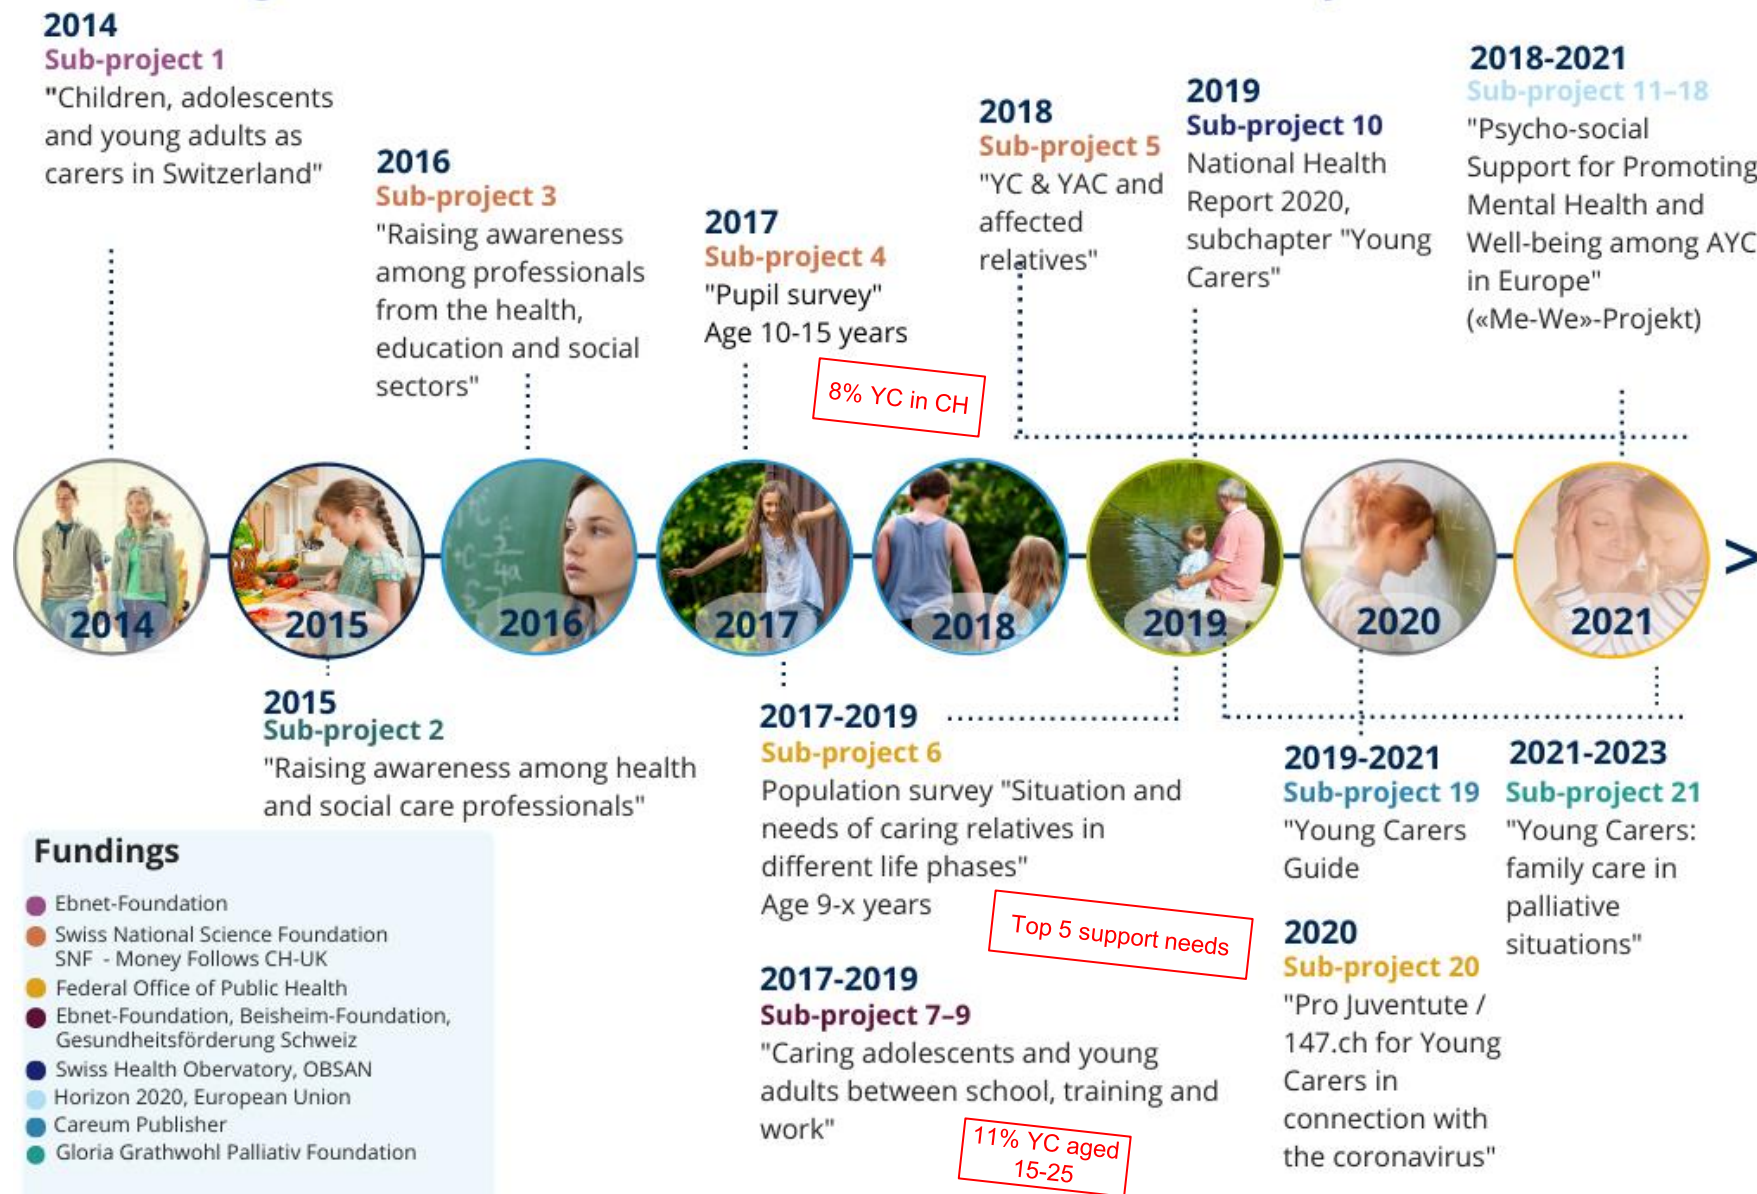 2014
Sub-project 1
"Children, adolescents
and young adults as
carers in Switzerland"
2016
Sub-project 3
"Raising awareness
among professionals
from the health,
education and social
sectors"
2017
Sub-project 4
"Pupil survey"
Age 10-15 years
8% YC in CH
2018
Sub-project 5
"YC & YAC and
affected
relatives"
2019
Sub-project 10
National Health
Report 2020,
subchapter "Young
Carers"
2018-2021
Sub-project 11–18
"Psycho-social
Support for Promoting
Mental Health and
Well-being among AYC
in Europe"
(«Me-We»-Projekt)
2014
2015
2016
2017
2018
2019
2020
2021
>
2015
Sub-project 2
"Raising awareness among health
and social care professionals"
2017-2019
Sub-project 6
Population survey "Situation and
needs of caring relatives in
different life phases"
Age 9-x years
Top 5 support needs
2017-2019
Sub-project 7–9
"Caring adolescents and young
adults between school, training and
work"
11% YC aged
15-25
2019-2021
Sub-project 19
"Young Carers
Guide
2020
Sub-project 20
"Pro Juventute /
147.ch for Young
Carers in
connection with
the coronavirus"
2021-2023
Sub-project 21
"Young Carers:
family care in
palliative
situations"
Fundings
Ebnet-Foundation
Swiss National Science Foundation
SNF - Money Follows CH-UK
Federal Office of Public Health
Ebnet-Foundation, Beisheim-Foundation,
Gesundheitsförderung Schweiz
Swiss Health Obervatory, OBSAN
Horizon 2020, European Union
Careum Publisher
Gloria Grathwohl Palliativ Foundation